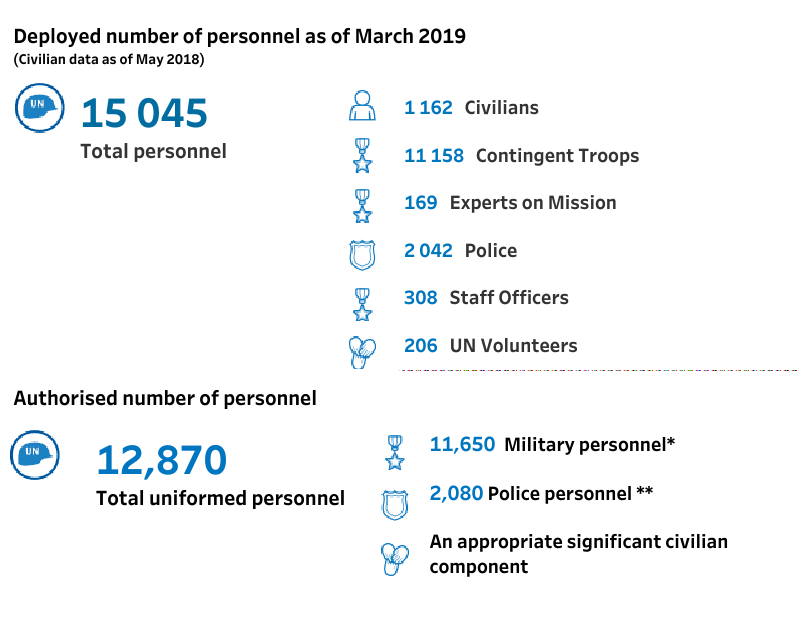 Deployed number of personnel as of March 2019
(Civilian data as of May 2018)
UN
15 045
Total personnel
1 162 Civilians
11 158 Contingent Troops
169 Experts on Mission
2 042 Police
308 Staff Officers
206 UN Volunteers
Authorised number of personnel
UN
12,870
Total uniformed personnel
11,650 Military personnel*
2,080 Police personnel **
An appropriate significant civilian
component